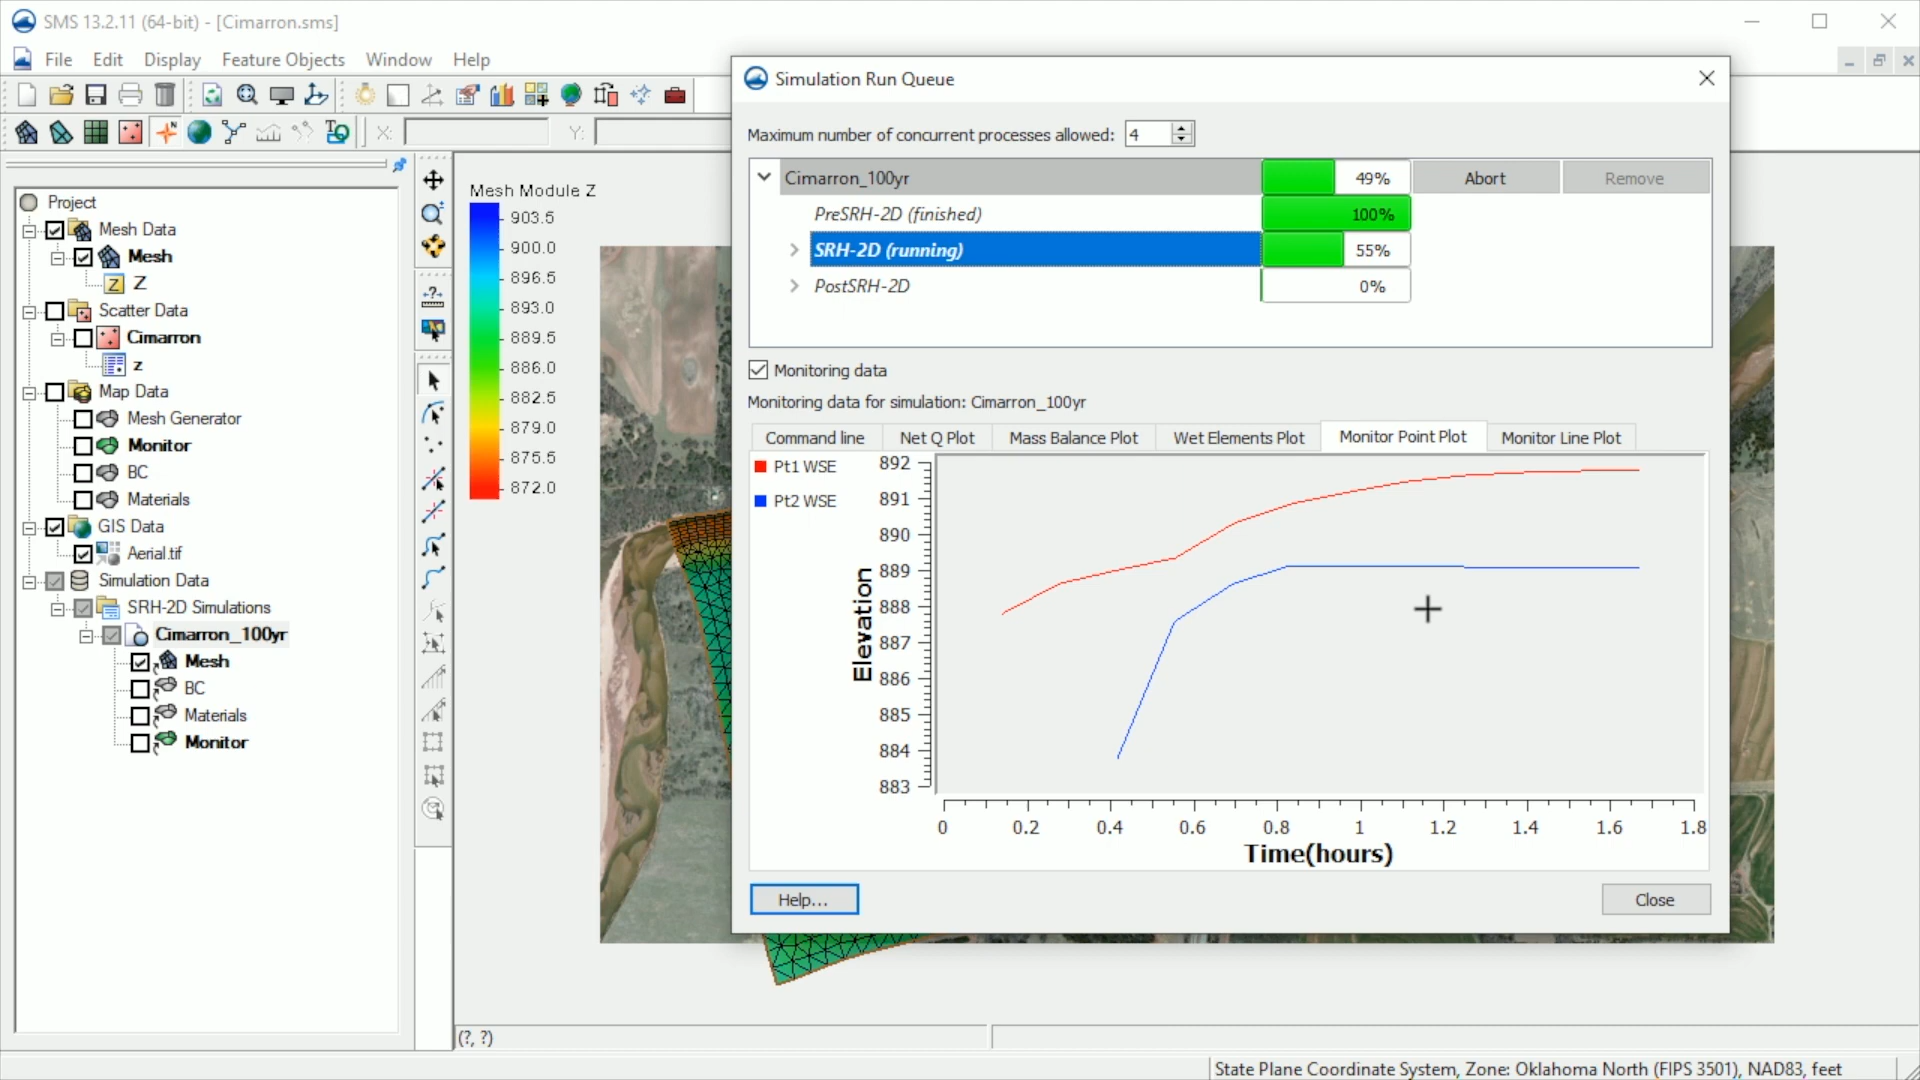 SMS 13.2.11 (64-bit) - [Cimarron.sms]
File Edit Display Feature Objects Window Help
X: Y:
Project
Mesh Data
Mesh
Z
Scatter Data
Cimarron
z
Map Data
Mesh Generator
Monitor
BC
Materials
GIS Data
Aerial.tif
Simulation Data
SRH-2D Simulations
Cimarron_100yr
Mesh
BC
Materials
Monitor
Mesh Module Z
903.5
900.0
896.5
893.0
889.5
886.0
882.5
879.0
875.5
872.0
Simulation Run Queue
Maximum number of concurrent processes allowed: 4
Cimarron_100yr 49% Abort Remove
PreSRH-2D (finished) 100%
SRH-2D (running) 55%
PostSRH-2D 0%
Monitoring data
Monitoring data for simulation: Cimarron_100yr
Command line Net Q Plot Mass Balance Plot Wet Elements Plot Monitor Point Plot Monitor Line Plot
Pt1 WSE
Pt2 WSE
892
891
890
889
888
887
886
885
884
883
Elevation
0 0.2 0.4 0.6 0.8 1 1.2 1.4 1.6 1.8
Time(hours)
Help... Close
(?, ?)
State Plane Coordinate System, Zone: Oklahoma North (FIPS 3501), NAD83, feet